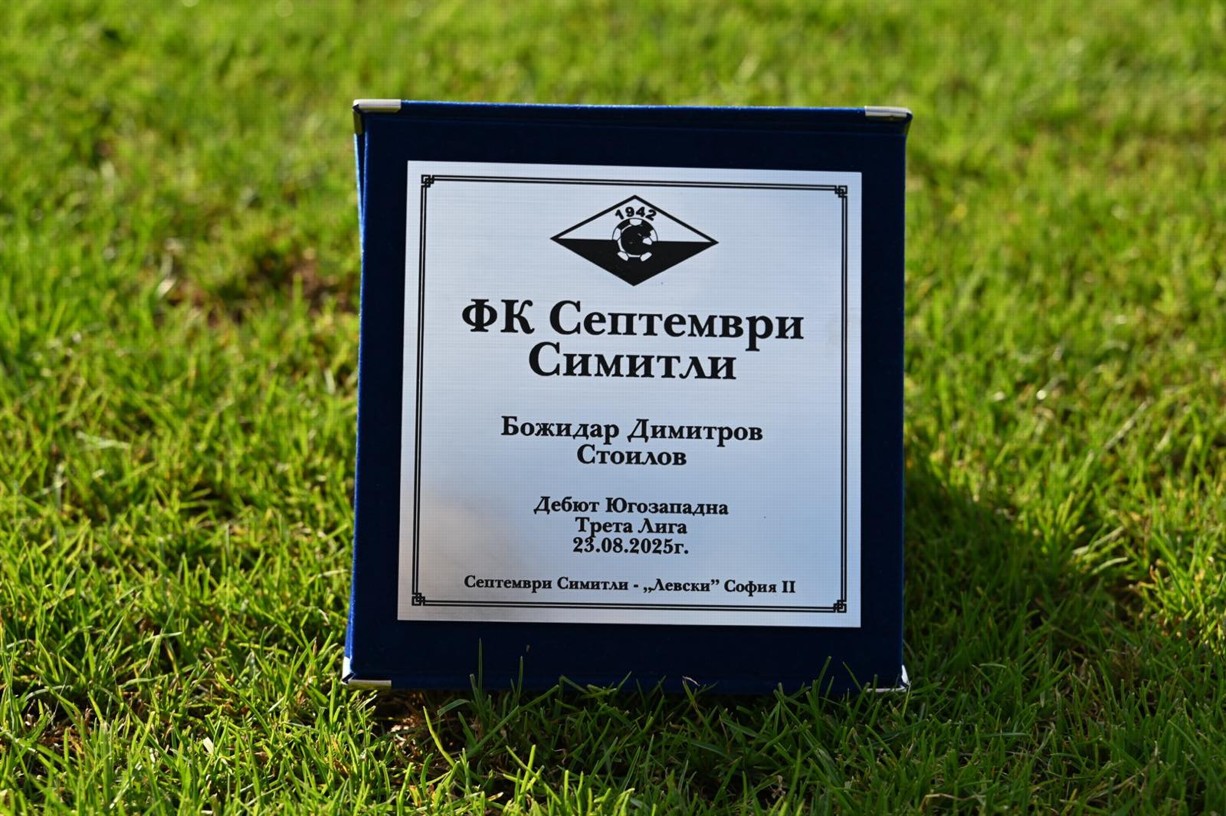 1942
ФК Септември
Симитли
Божидар Димитров
Стоилов
Дебют Югозападна
Трета Лига
23.08.2025г.
Септември Симитли - „Левски” София II